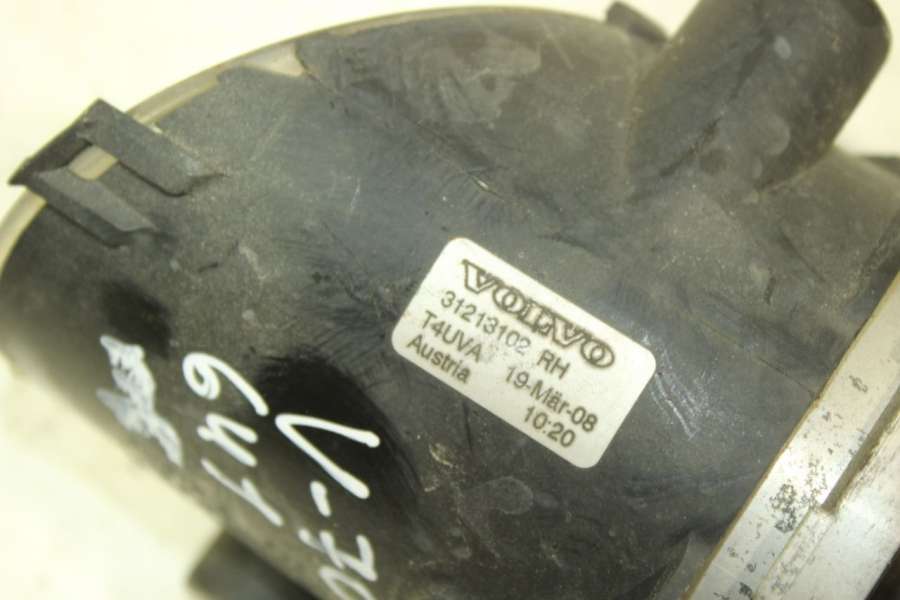 VOLVO
31213102 RH
T4UVA 19-Mär-08
Austria 10:20